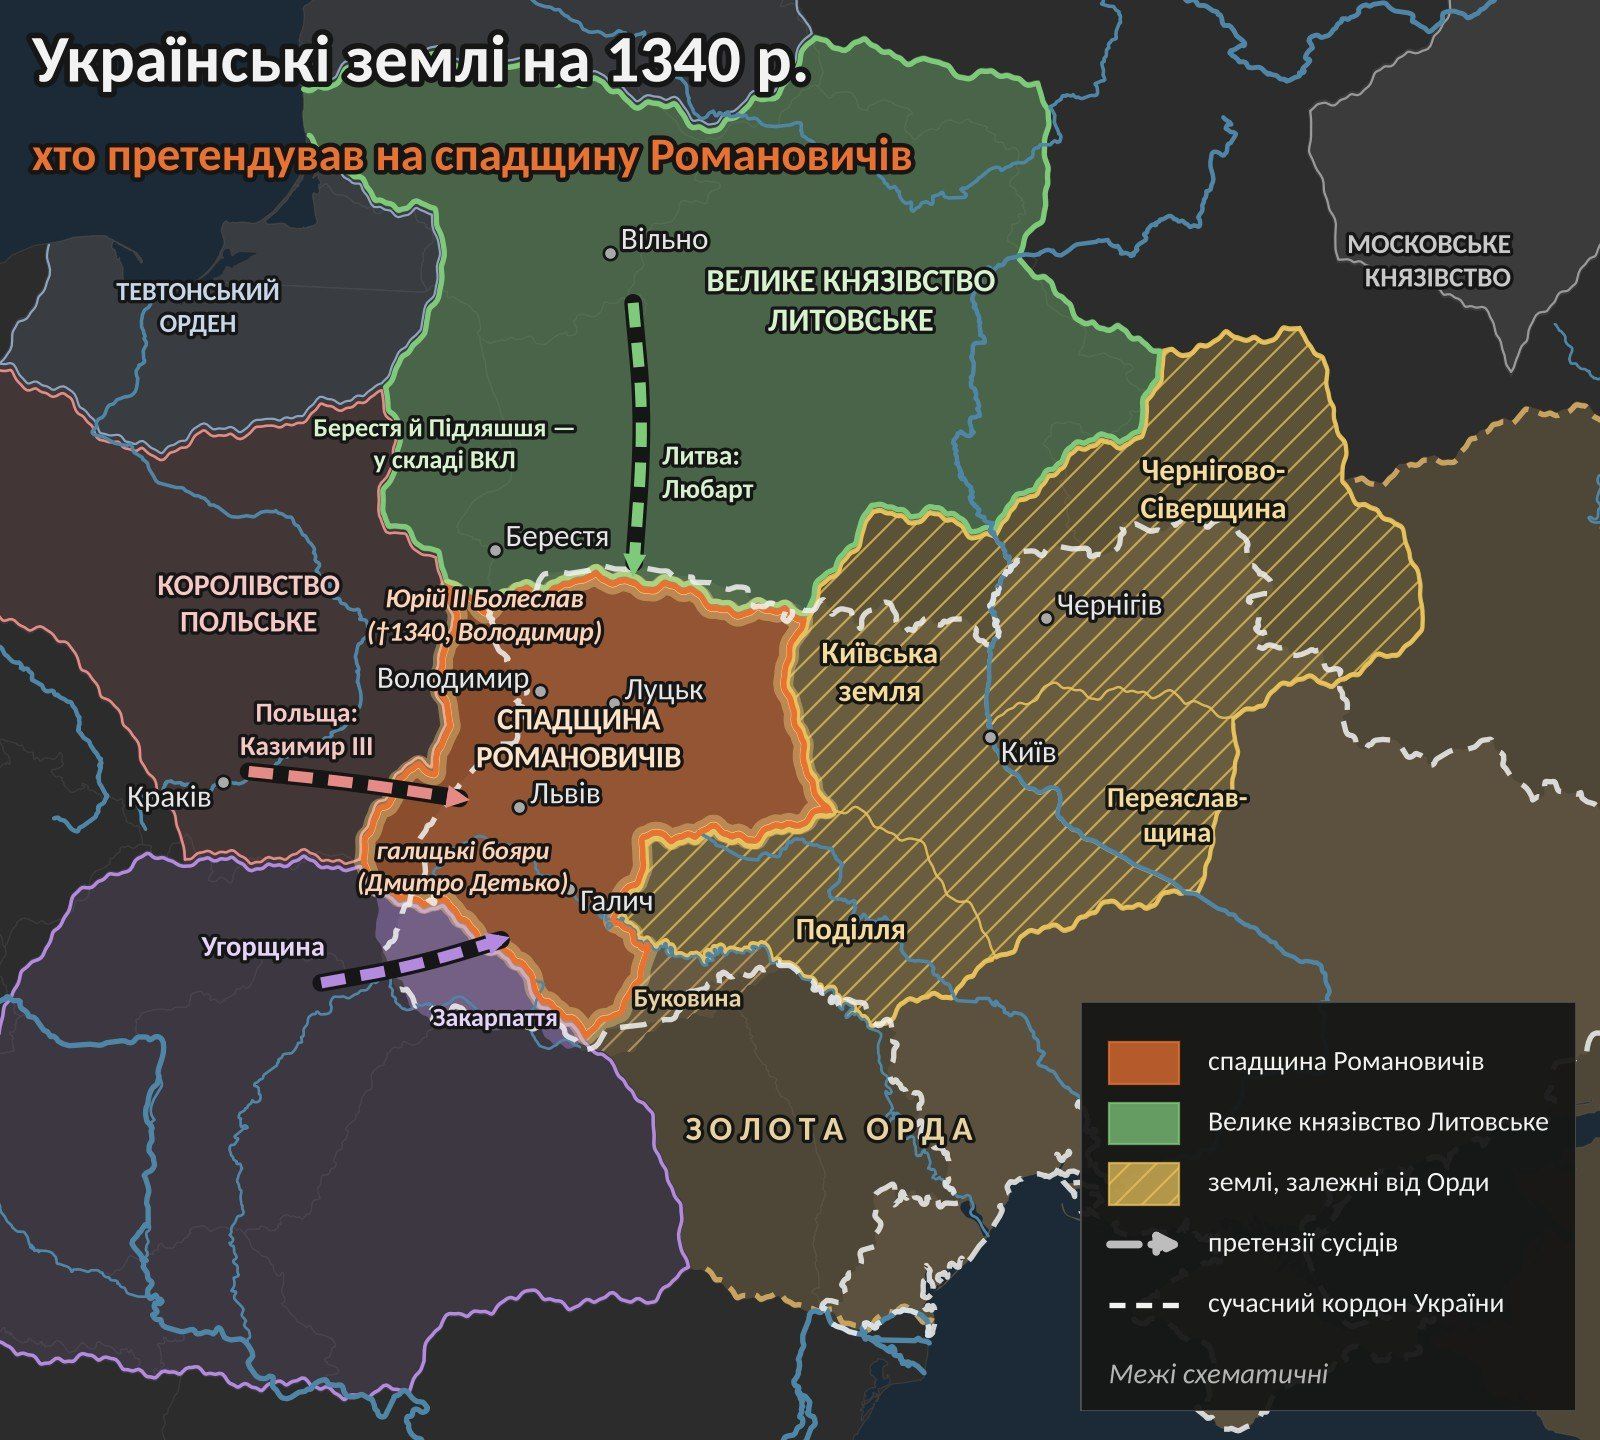 Українські землі на 1340 р.
хто претендував на спадщину Романовичів
Вільно
ВЕЛИКЕ КНЯЗІВСТВО
ЛИТОВСЬКЕ
МОСКОВСЬКЕ
КНЯЗІВСТВО
ТЕВТОНСЬКИЙ
ОРДЕН
Берестя й Підляшшя —
у складі ВКЛ
Литва:
Любарт
Чернігово-
Сіверщина
Берестя
КОРОЛІВСТВО
ПОЛЬСЬКЕ
Юрій II Болеслав
(†1340, Володимир)
Чернігів
Київська
земля
Володимир
Луцьк
СПАДЩИНА
РОМАНОВИЧІВ
Польща:
Казимир III
Київ
Краків
Львів
Переяслав-
щина
галицькі бояри
(Дмитро Детько)
Галич
Поділля
Угорщина
Буковина
Закарпаття
ЗОЛОТА ОРДА
спадщина Романовичів
Велике князівство Литовське
землі, залежні від Орди
претензії сусідів
сучасний кордон України
Межі схематичні